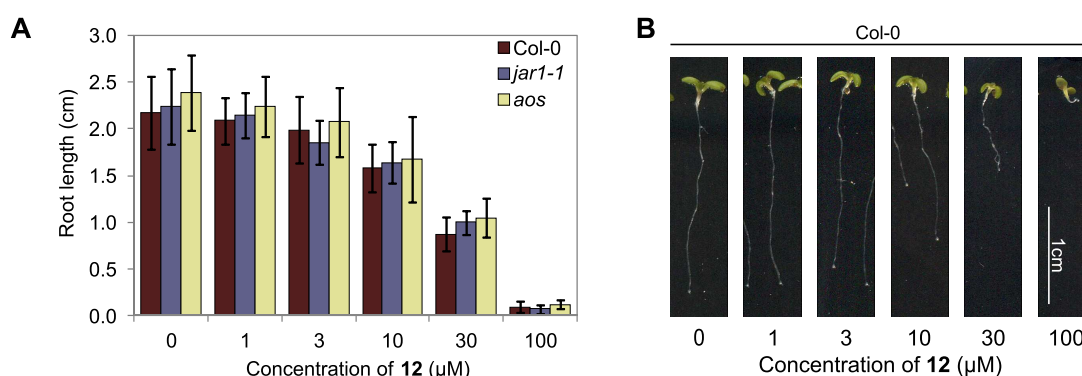 A
3.0
2.5
2.0
1.5
1.0
0.5
0.0
Root length (cm)
Col-0
jar1-1
aos
0 1 3 10 30 100
Concentration of 12 (µM)
B
Col-0
1cm
0 1 3 10 30 100
Concentration of 12 (µM)